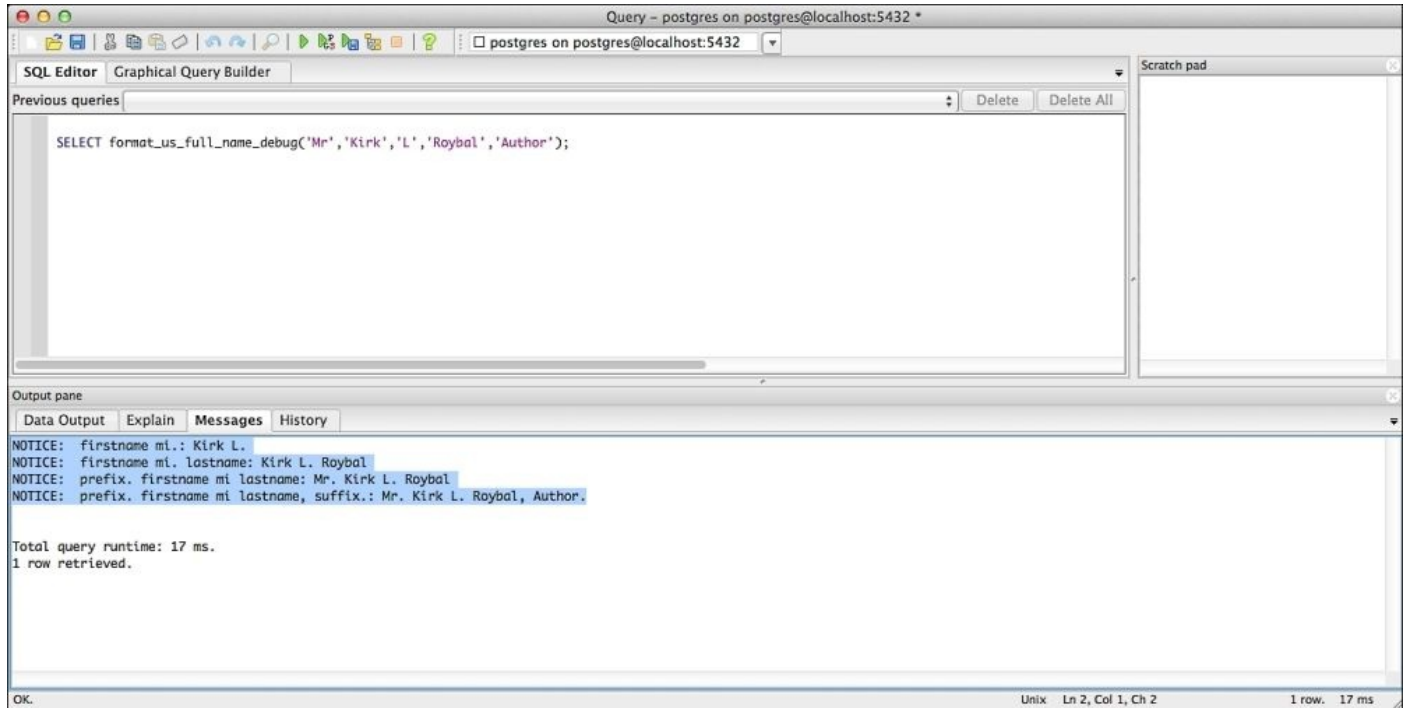 Query - postgres on postgres@localhost:5432 *
postgres on postgres@localhost:5432
SQL Editor Graphical Query Builder
Scratch pad
Previous queries Delete Delete All
SELECT format_us_full_name_debug('Mr','Kirk','L','Roybal','Author');
Output pane
Data Output Explain Messages History
NOTICE:  firstname mi.: Kirk L.
NOTICE:  firstname mi. lastname: Kirk L. Roybal
NOTICE:  prefix. firstname mi lastname: Mr. Kirk L. Roybal
NOTICE:  prefix. firstname mi lastname, suffix.: Mr. Kirk L. Roybal, Author.
Total query runtime: 17 ms.
1 row retrieved.
OK. Unix Ln 2, Col 1, Ch 2 1 row. 17 ms